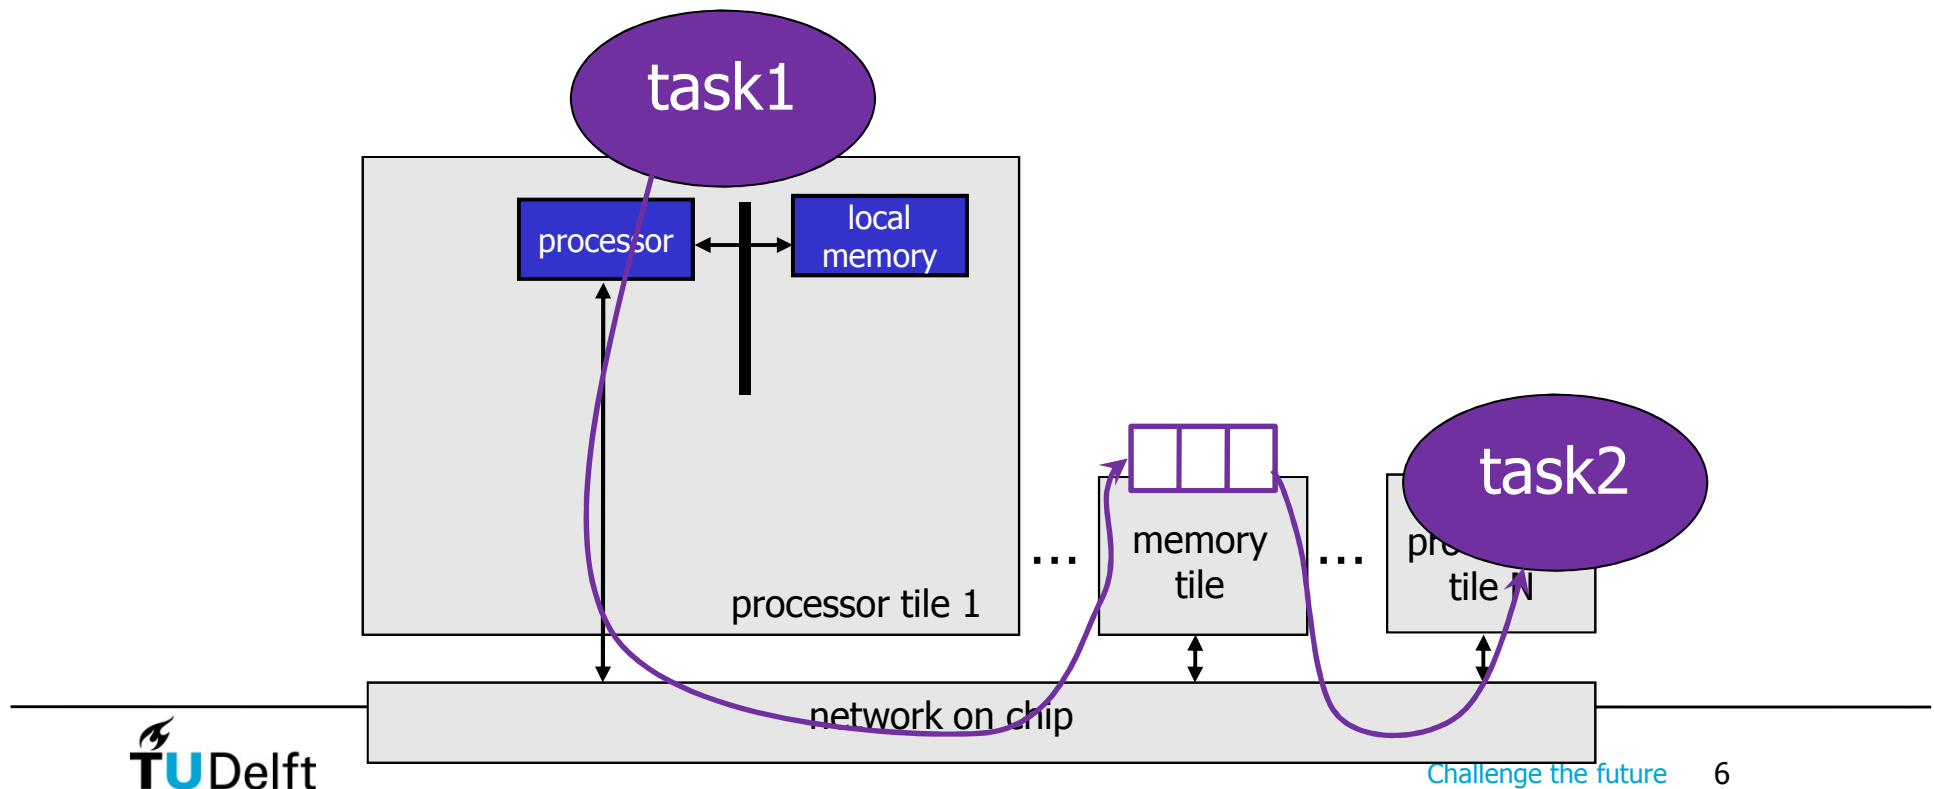 task1
processor
local
memory
task2
...
memory
tile
...
tile N
processor tile 1
network on chip
TUDelft
Challenge the future 6